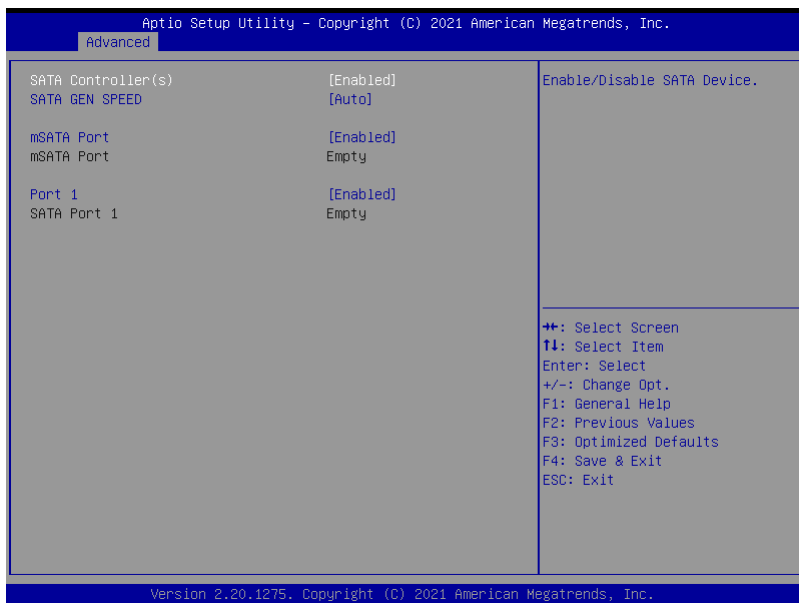 Aptio Setup Utility – Copyright (C) 2021 American Megatrends, Inc.
Advanced
SATA Controller(s) [Enabled]
SATA GEN SPEED [Auto]
mSATA Port [Enabled]
mSATA Port Empty
Port 1 [Enabled]
SATA Port 1 Empty
Enable/Disable SATA Device.
→←: Select Screen
↑↓: Select Item
Enter: Select
+/-: Change Opt.
F1: General Help
F2: Previous Values
F3: Optimized Defaults
F4: Save & Exit
ESC: Exit
Version 2.20.1275. Copyright (C) 2021 American Megatrends, Inc.